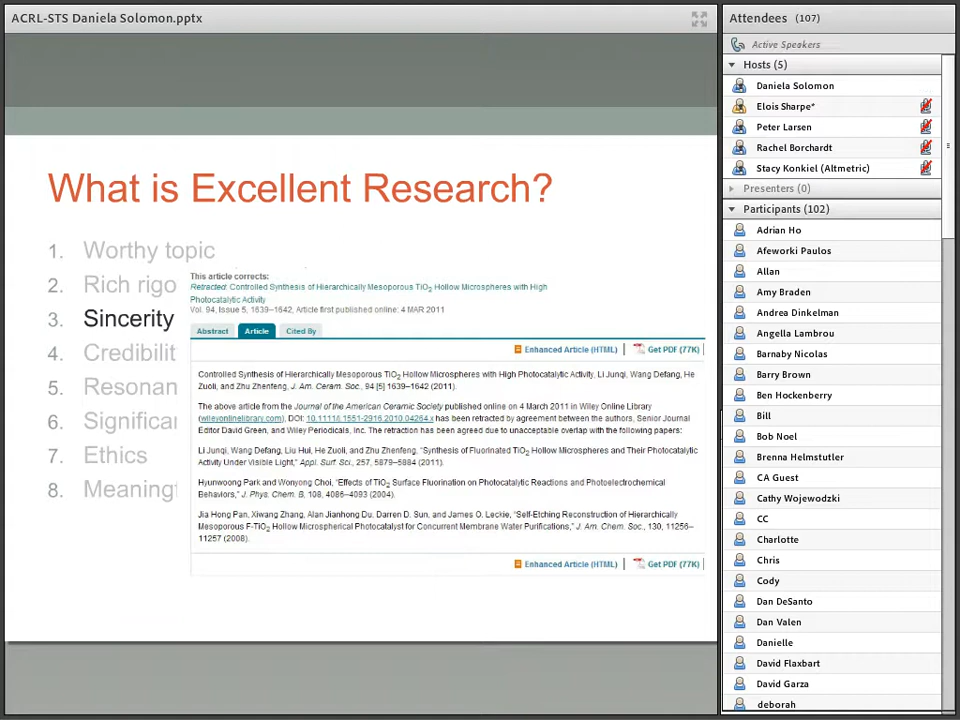 ACRL-STS Daniela Solomon.pptx
What is Excellent Research?
1. Worthy topic
2. Rich rigo
3. Sincerity
4. Credibilit
5. Resonan
6. Significan
7. Ethics
8. Meaning
This article corrects:
Retracted: Controlled Synthesis of Hierarchically Mesoporous TiO2 Hollow Microspheres with High
Photocatalytic Activity
Vol. 94, Issue 5, 1639–1642, Article first published online: 4 MAR 2011
Abstract Article Cited By
Enhanced Article (HTML) | Get PDF (77K) |
Controlled Synthesis of Hierarchically Mesoporous TiO2 Hollow Microspheres with High Photocatalytic Activity, Li Junqi, Wang Defang, He
Zuoli, and Zhu Zhenfeng, J. Am. Ceram. Soc., 94 [5] 1639–1642 (2011).
The above article from the Journal of the American Ceramic Society published online on 4 March 2011 in Wiley Online Library
(wileyonlinelibrary.com), DOI: 10.1111/j.1551-2916.2010.04264.x has been retracted by agreement between the authors, Senior Journal
Editor David Green, and Wiley Periodicals, Inc. The retraction has been agreed due to unacceptable overlap with the following papers:
Li Junqi, Wang Defang, Liu Hui, He Zuoli, and Zhu Zhenfeng, "Synthesis of Fluorinated TiO2 Hollow Microspheres and Their Photocatalytic
Activity Under Visible Light," Appl. Surf. Sci., 257, 5879–5884 (2011).
Hyunwoong Park and Wonyong Choi, "Effects of TiO2 Surface Fluorination on Photocatalytic Reactions and Photoelectrochemical
Behaviors," J. Phys. Chem. B, 108, 4086–4093 (2004).
Jia Hong Pan, Xiwang Zhang, Alan Jianhong Du, Darren D. Sun, and James O. Leckie, "Self-Etching Reconstruction of Hierarchically
Mesoporous F-TiO2 Hollow Microspherical Photocatalyst for Concurrent Membrane Water Purifications," J. Am. Chem. Soc., 130, 11256–
11257 (2008).
Enhanced Article (HTML) | Get PDF (77K) |
Attendees (107)
Active Speakers
Hosts (5)
Daniela Solomon
Elois Sharpe*
Peter Larsen
Rachel Borchardt
Stacy Konkiel (Altmetric)
Presenters (0)
Participants (102)
Adrian Ho
Afeworki Paulos
Allan
Amy Braden
Andrea Dinkelman
Angella Lambrou
Barnaby Nicolas
Barry Brown
Ben Hockenberry
Bill
Bob Noel
Brenna Helmstutler
CA Guest
Cathy Wojewodzki
CC
Charlotte
Chris
Cody
Dan DeSanto
Dan Valen
Danielle
David Flaxbart
David Garza
deborah